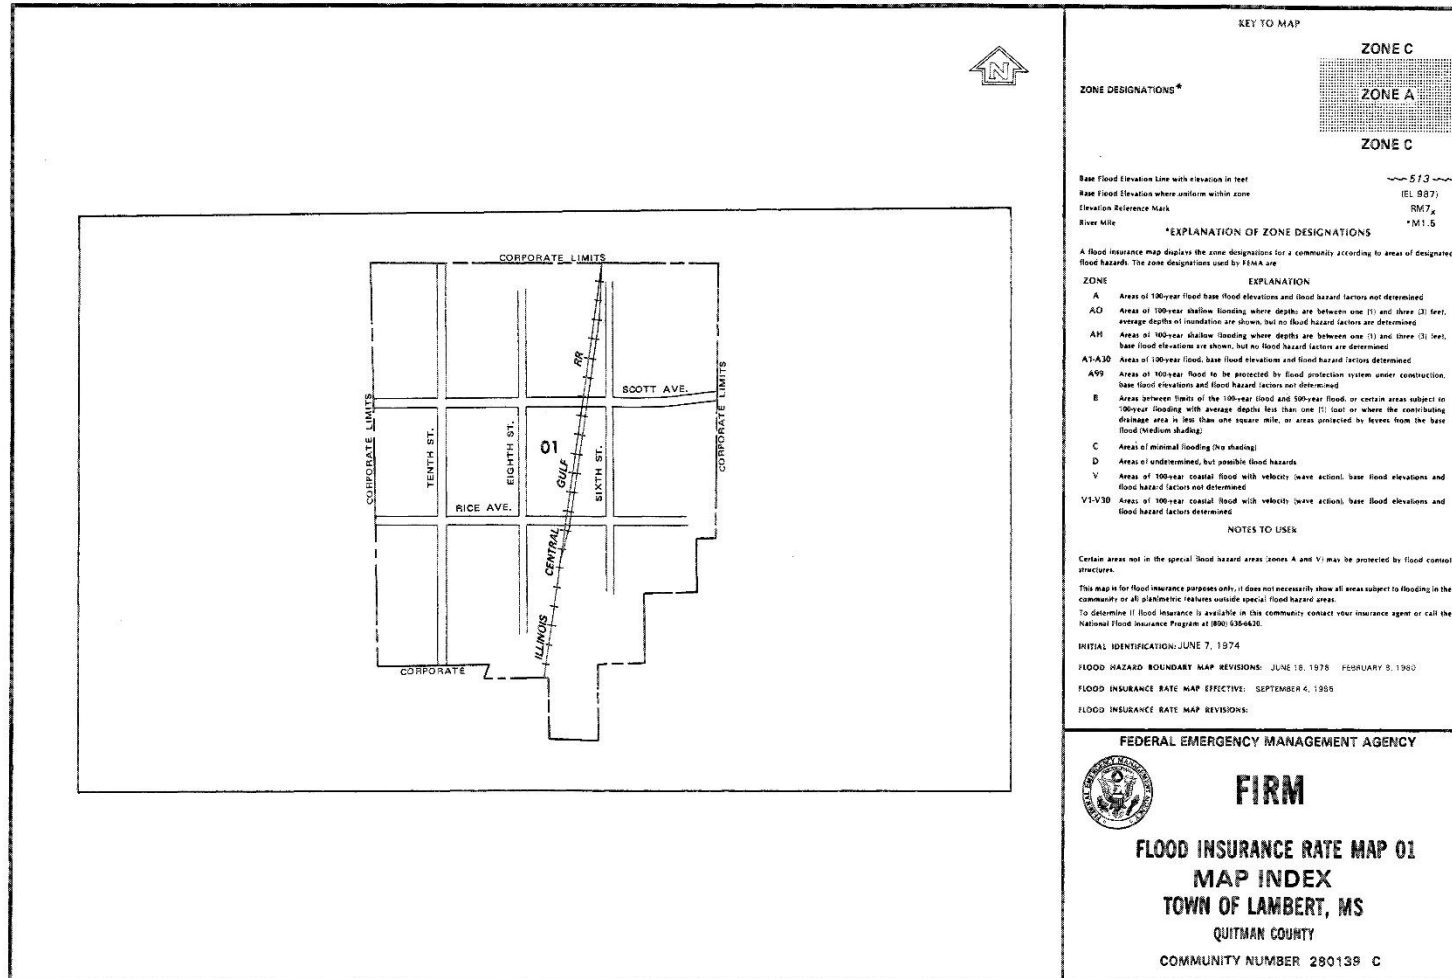 N
CORPORATE LIMITS
RR
SCOTT AVE.
CORPORATE LIMITS
CORPORATE LIMITS
TENTH ST.
EIGHTH ST.
01
GULF
SIXTH ST.
RICE AVE.
CENTRAL
ILLINOIS
CORPORATE
KEY TO MAP
ZONE DESIGNATIONS*
ZONE C
ZONE A
ZONE C
Base Flood Elevation Line with elevation in feet
513
Base Flood Elevation where uniform within zone
(EL 987)
Elevation Reference Mark
RM7x
River Mile
•M1.5
*EXPLANATION OF ZONE DESIGNATIONS
A flood insurance map displays the zone designations for a community according to areas of designated
flood hazards. The zone designations used by FEMA are
ZONE EXPLANATION
A Areas of 100-year flood base flood elevations and flood hazard factors not determined
AO Areas of 100-year shallow flooding where depths are between one (1) and three (3) feet,
average depths of inundation are shown, but no flood hazard factors are determined
AH Areas of 100-year shallow flooding where depths are between one (1) and three (3) feet,
base flood elevations are shown, but no flood hazard factors are determined
A1-A30 Areas of 100-year flood, base flood elevations and flood hazard factors determined
A99 Areas of 100-year flood to be protected by flood protection system under construction,
base flood elevations and flood hazard factors not determined
B Areas between limits of the 100-year flood and 500-year flood, or certain areas subject to
100-year flooding with average depths less than one (1) foot or where the contributing
drainage area is less than one square mile, or areas protected by levees from the base
flood (Medium shading)
C Areas of minimal flooding (No shading)
D Areas of undetermined, but possible flood hazards
V Areas of 100-year coastal flood with velocity (wave action), base flood elevations and
flood hazard factors not determined
V1-V30 Areas of 100-year coastal flood with velocity (wave action), base flood elevations and
flood hazard factors determined
NOTES TO USER
Certain areas not in the special flood hazard areas (zones A and V) may be protected by flood control
structures.
This map is for flood insurance purposes only, it does not necessarily show all areas subject to flooding in the
community or all planimetric features outside special flood hazard areas.
To determine if flood insurance is available in this community contact your insurance agent or call the
National Flood Insurance Program at (800) 638-6620.
INITIAL IDENTIFICATION: JUNE 7, 1974
FLOOD HAZARD BOUNDARY MAP REVISIONS: JUNE 16, 1978 FEBRUARY 8, 1980
FLOOD INSURANCE RATE MAP EFFECTIVE: SEPTEMBER 4, 1986
FLOOD INSURANCE RATE MAP REVISIONS:
FEDERAL EMERGENCY MANAGEMENT AGENCY
FEDERAL EMERGENCY MANAGEMENT AGENCY
FIRM
FLOOD INSURANCE RATE MAP 01
MAP INDEX
TOWN OF LAMBERT, MS
QUITMAN COUNTY
COMMUNITY NUMBER 280139 C